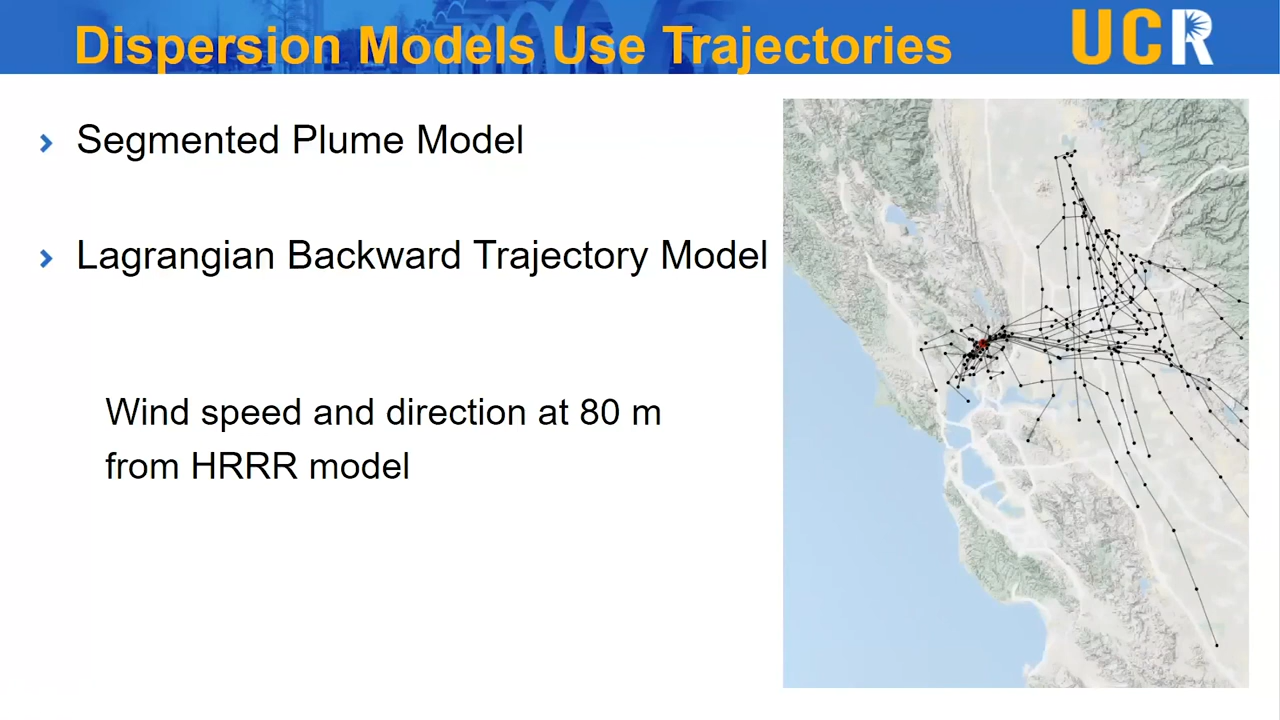 Dispersion Models Use Trajectories
UCR
Segmented Plume Model
Lagrangian Backward Trajectory Model
Wind speed and direction at 80 m
from HRRR model